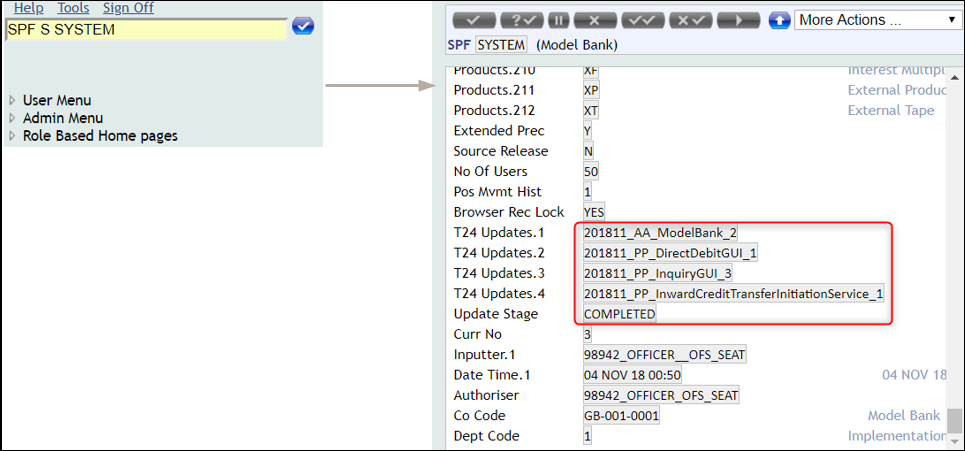 Help Tools Sign Off
SPF S SYSTEM
User Menu
Admin Menu
Role Based Home pages
More Actions ...
SPF SYSTEM (Model Bank)
Products.210 XF Interest Multipl
Products.211 XP External Produc
Products.212 XT External Tape
Extended Prec Y
Source Release N
No Of Users 50
Pos Mvmt Hist 1
Browser Rec Lock YES
T24 Updates.1 201811_AA_ModelBank_2
T24 Updates.2 201811_PP_DirectDebitGUI_1
T24 Updates.3 201811_PP_InquiryGUI_3
T24 Updates.4 201811_PP_InwardCreditTransferInitiationService_1
Update Stage COMPLETED
Curr No 3
Inputter.1 98942_OFFICER__OFS_SEAT
Date Time.1 04 NOV 18 00:50 04 NOV 18
Authoriser 98942_OFFICER_OFS_SEAT
Co Code GB-001-0001 Model Bank
Dept Code 1 Implementation